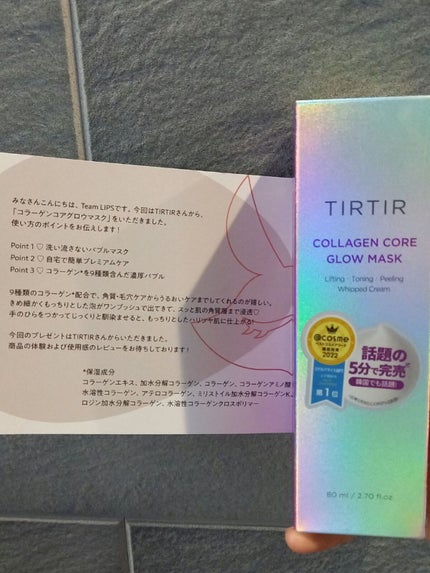 みなさんこんにちは、Team LIPSです。今回はTIRTIRさんから、
「コラーゲンコアグロウマスク」をいただきました。
使い方のポイントをお伝えします！
Point 1♡ 洗い流さないバブルマスク
Point 2♡ 自宅で簡単プレミアムケア
Point 3♡ コラーゲン*を9種類含んだ濃厚バブル
9種類のコラーゲン*配合で、角質・毛穴ケアからうるおいケアまでしてくれるのが嬉しい。
きめ細かくもっちりとした泡がワンプッシュで出てきて、スッと肌の角質層まで浸透♡
手のひらをつかってじっくりと馴染ませると、もっちりとしたハリツヤ肌に仕上がる!
今回のプレゼントはTIRTIRさんからいただきました。
商品の体験および使用感のレビューをお待ちしております！
*保湿成分
コラーゲンエキス、加水分解コラーゲン、コラーゲン、コラーゲンアミノ酸
水溶性コラーゲン、アテロコラーゲン、ミリストイル加水分解コラーゲンK、
ロジン加水分解コラーゲン、水溶性コラーゲンクロスポリマー
TIRTIR
COLLAGEN CORE
GLOW MASK
Lifting · Toning · Peeling
Whipped Cream
@cosme
2022
第1位
話題の
5分で完売
韓国でも話題!
80 ml / 2.70 fl.oz